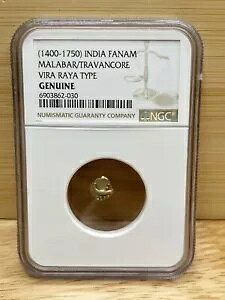 (1400-1750) INDIA FANAM
MALABAR/TRAVANCORE
VIRA RAYA TYPE
GENUINE
NUMISMATIC GUARANTY COMPANY
NGC
6903862-030